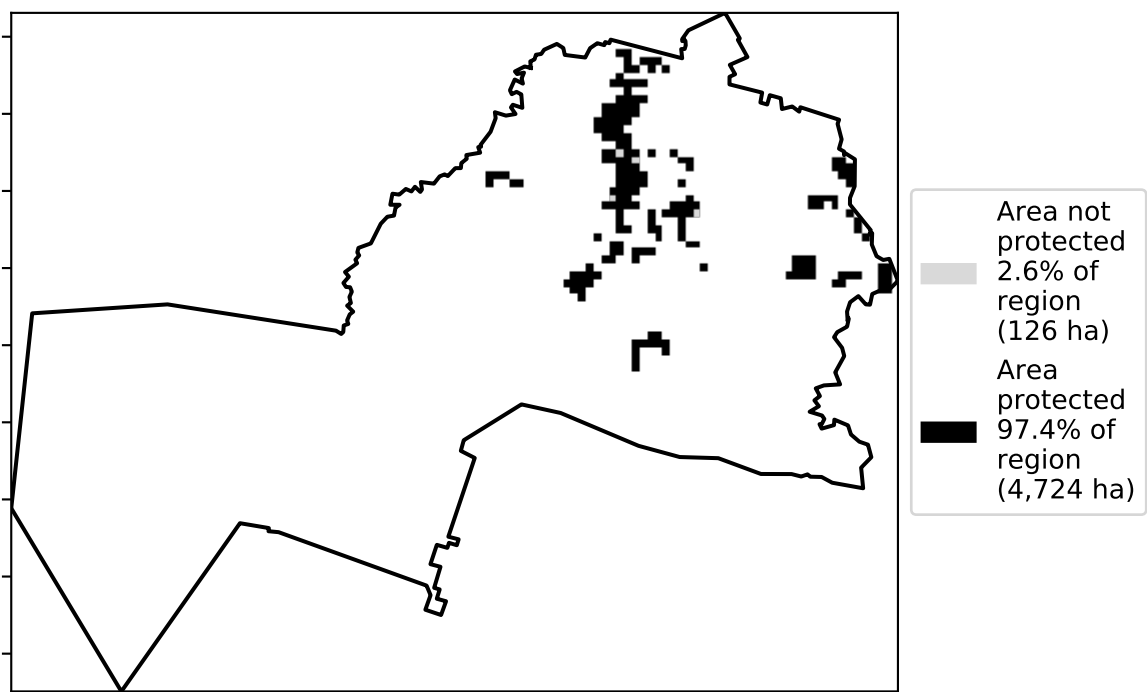 Area not
protected
2.6% of
region
(126 ha)
Area
protected
97.4% of
region
(4,724 ha)